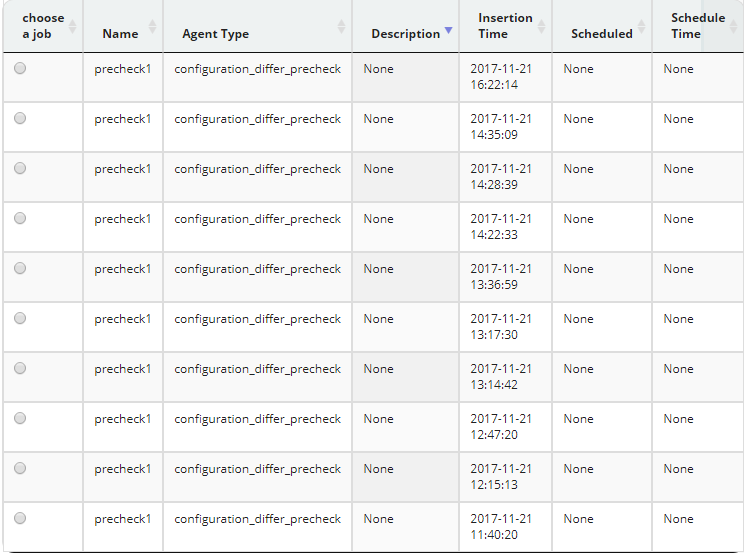 choose a job Name Agent Type Description Insertion Time Scheduled Schedule Time
precheck1 configuration_differ_precheck None 2017-11-21 16:22:14 None None
precheck1 configuration_differ_precheck None 2017-11-21 14:35:09 None None
precheck1 configuration_differ_precheck None 2017-11-21 14:28:39 None None
precheck1 configuration_differ_precheck None 2017-11-21 14:22:33 None None
precheck1 configuration_differ_precheck None 2017-11-21 13:36:59 None None
precheck1 configuration_differ_precheck None 2017-11-21 13:17:30 None None
precheck1 configuration_differ_precheck None 2017-11-21 13:14:42 None None
precheck1 configuration_differ_precheck None 2017-11-21 12:47:20 None None
precheck1 configuration_differ_precheck None 2017-11-21 12:15:13 None None
precheck1 configuration_differ_precheck None 2017-11-21 11:40:20 None None